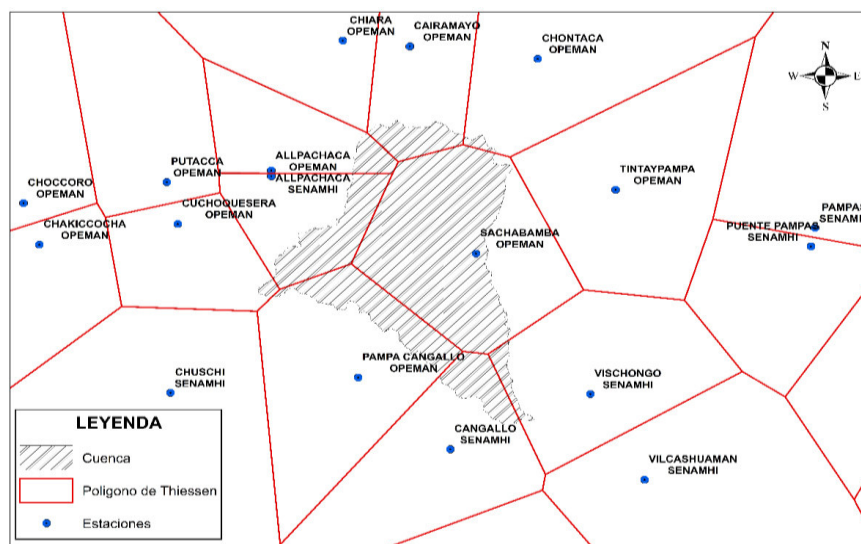 CHIARA
OPEMAN
CAIRAMAYO
OPEMAN
CHONTACA
OPEMAN
N
W
E
S
PUTACCA
OPEMAN
ALLPACHACA
OPEMAN
ALLPACHACA
SENAMHI
TINTAYPAMPA
OPEMAN
CHOCCORO
OPEMAN
CUCHOQUESERA
OPEMAN
CHAKICCOCHA
OPEMAN
SACHABAMBA
OPEMAN
PAMPAS
SENAMHI
PUENTE PAMPAS
SENAMHI
CHUSCHI
SENAMHI
PAMPA CANGALLO
OPEMAN
VISCHONGO
SENAMHI
CANGALLO
SENAMHI
VILCASHUAMAN
SENAMHI
LEYENDA
Cuenca
Poligono de Thiessen
Estaciones